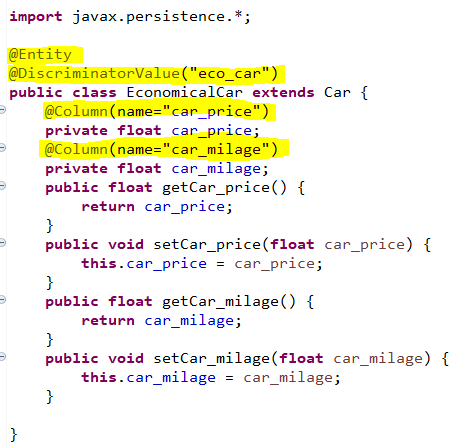 import javax.persistence.*;
@Entity
@DiscriminatorValue("eco_car")
public class EconomicalCar extends Car {
@Column(name="car_price")
private float car_price;
@Column(name="car_milage")
private float car_milage;
public float getCar_price() {
return car_price;
}
public void setCar_price(float car_price) {
this.car_price = car_price;
}
public float getCar_milage() {
return car_milage;
}
public void setCar_milage(float car_milage) {
this.car_milage = car_milage;
}
}